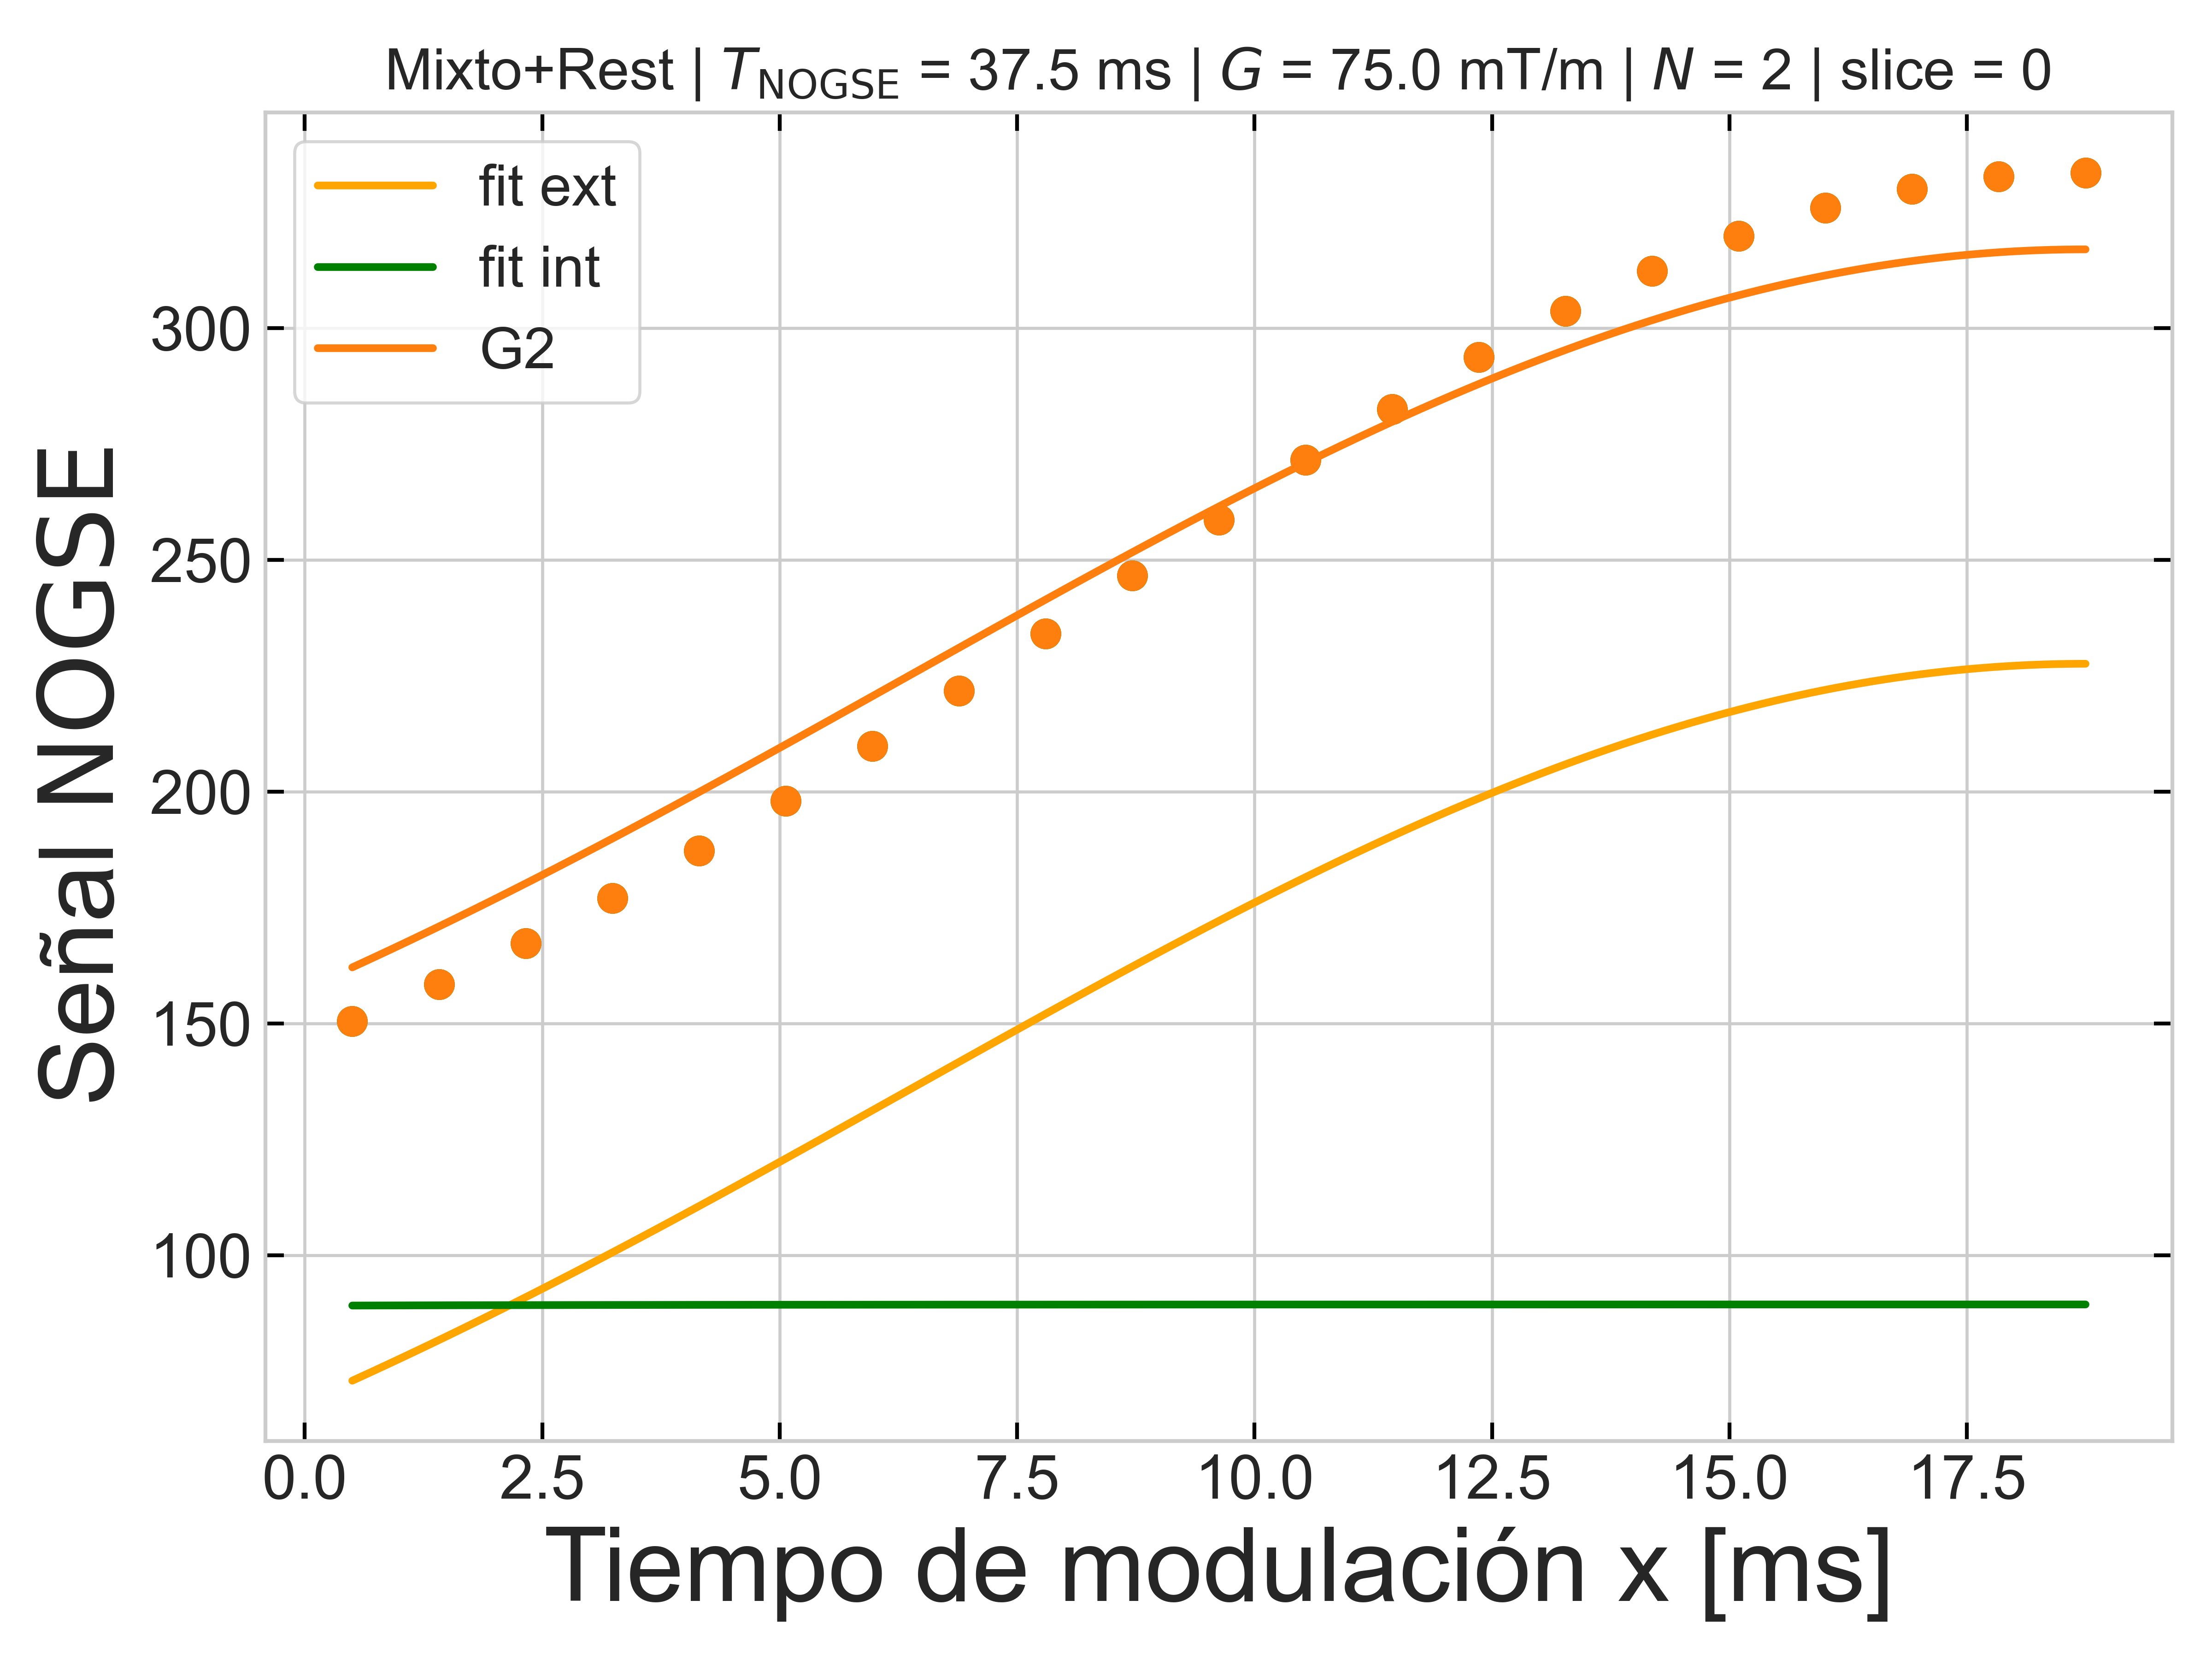 Mixto+Rest | T_NOGSE = 37.5 ms | G = 75.0 mT/m | N = 2 | slice = 0
fit ext
fit int
G2
Señal NOGSE
300
250
200
150
100
0.0 2.5 5.0 7.5 10.0 12.5 15.0 17.5
Tiempo de modulación x [ms]